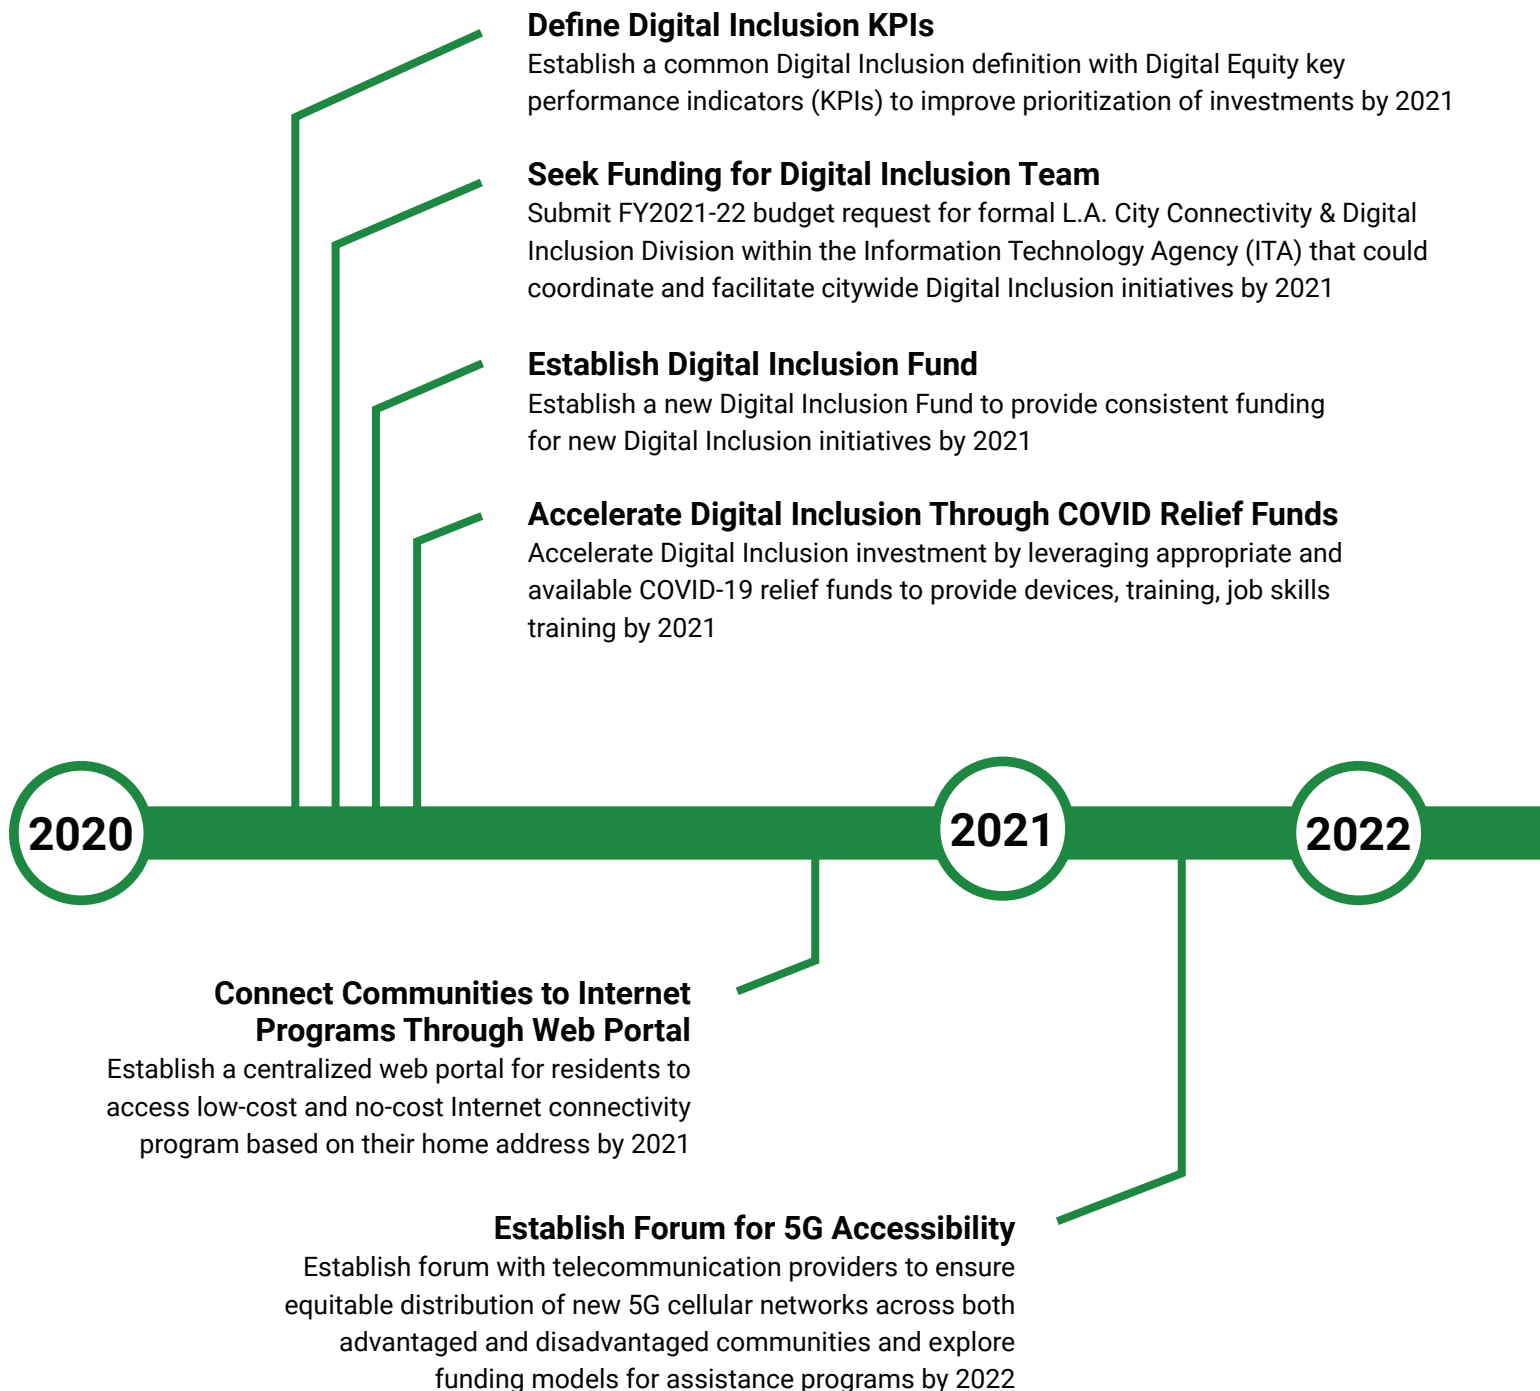 Define Digital Inclusion KPIs
Establish a common Digital Inclusion definition with Digital Equity key
performance indicators (KPIs) to improve prioritization of investments by 2021
Seek Funding for Digital Inclusion Team
Submit FY2021-22 budget request for formal L.A. City Connectivity & Digital
Inclusion Division within the Information Technology Agency (ITA) that could
coordinate and facilitate citywide Digital Inclusion initiatives by 2021
Establish Digital Inclusion Fund
Establish a new Digital Inclusion Fund to provide consistent funding
for new Digital Inclusion initiatives by 2021
Accelerate Digital Inclusion Through COVID Relief Funds
Accelerate Digital Inclusion investment by leveraging appropriate and
available COVID-19 relief funds to provide devices, training, job skills
training by 2021
2020
2021
2022
Connect Communities to Internet
Programs Through Web Portal
Establish a centralized web portal for residents to
access low-cost and no-cost Internet connectivity
program based on their home address by 2021
Establish Forum for 5G Accessibility
Establish forum with telecommunication providers to ensure
equitable distribution of new 5G cellular networks across both
advantaged and disadvantaged communities and explore
funding models for assistance programs by 2022